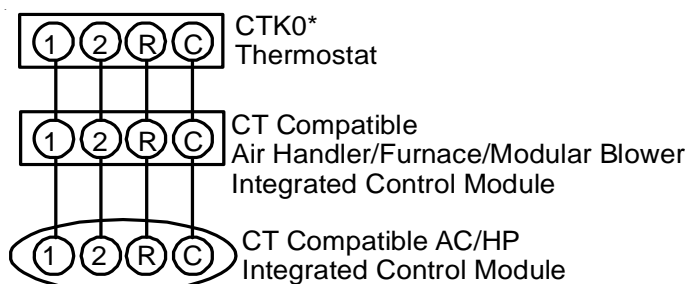 1 2 R C
CTK0*
Thermostat
1 2 R C
CT Compatible
Air Handler/Furnace/Modular Blower
Integrated Control Module
1 2 R C
CT Compatible AC/HP
Integrated Control Module